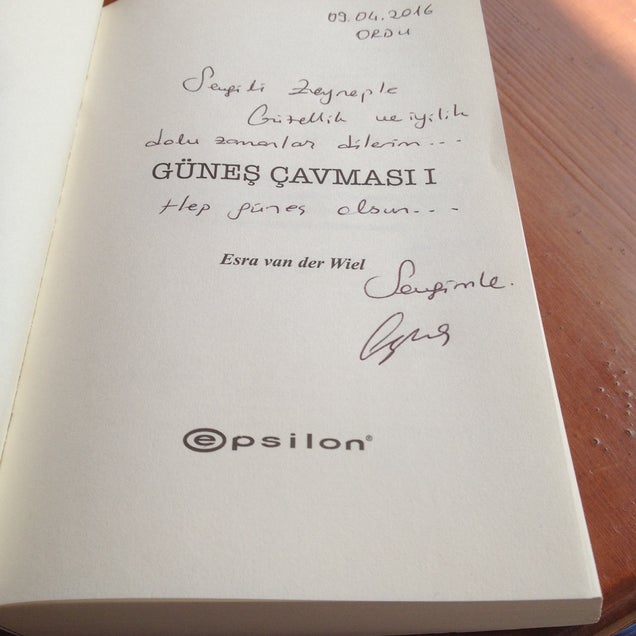 09.04.2016
ORDU
Sevgili Zeyneple
Güzellik ve iyilik
dolu zamanlar dilerim...
GÜNEŞ ÇAVMASI I
Hep güneş olsun...
Esra van der Wiel
Sevgimle.
epsilon®